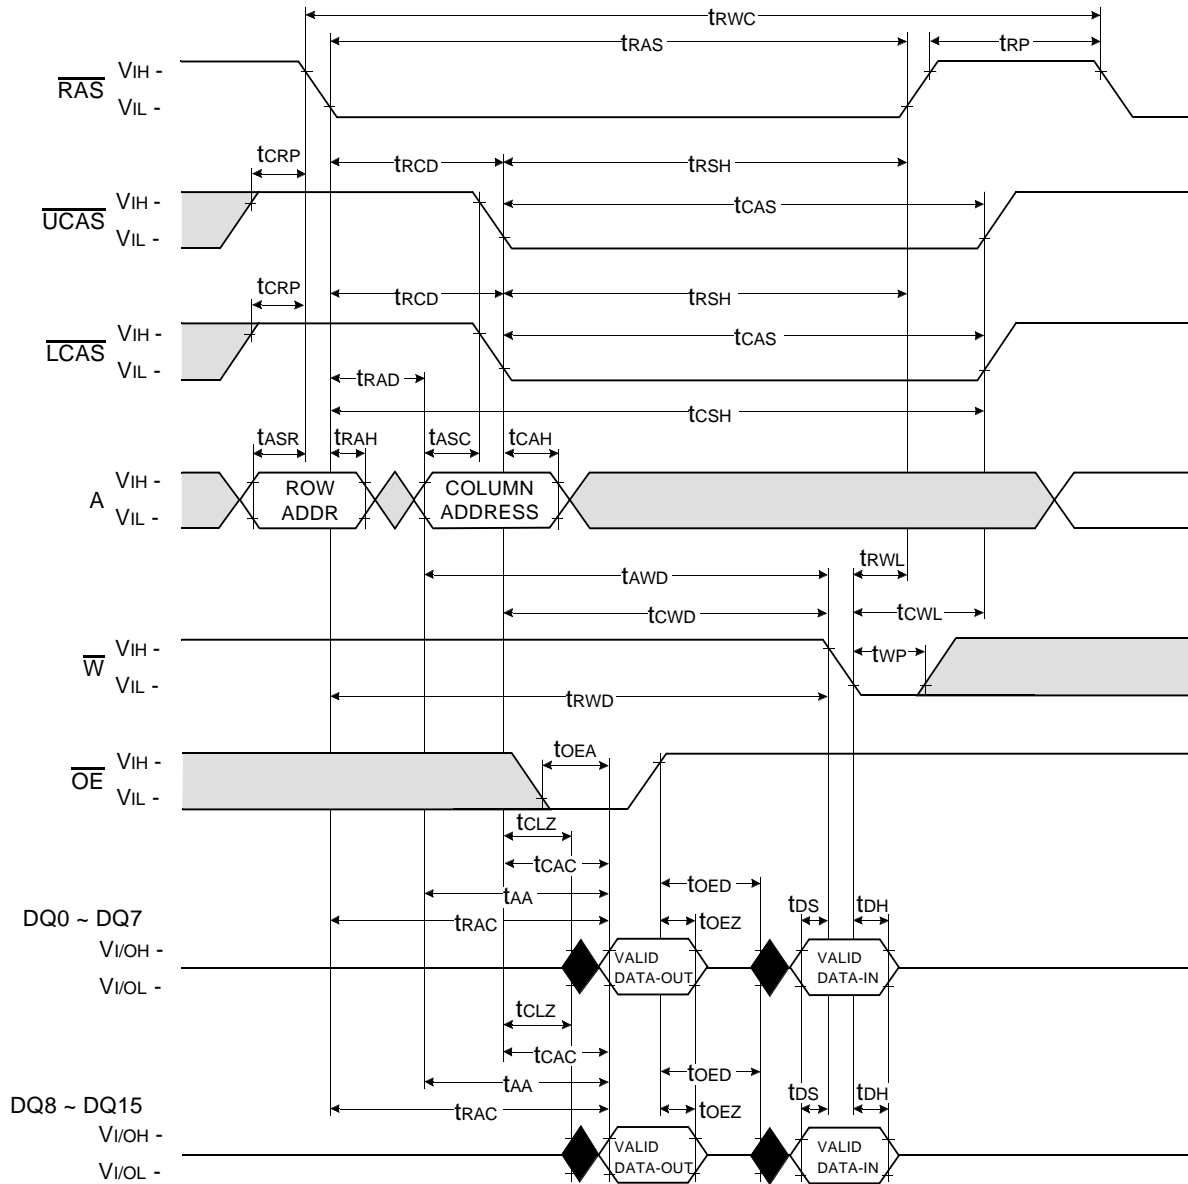 tRWC
tRAS tRP
RAS VIH -
VIL -
tCRP tRCD tRSH
UCAS VIH -
tCAS
VIL -
tCRP tRCD tRSH
LCAS VIH -
tCAS
VIL -
tRAD
tCSH
tASR tRAH tASC tCAH
A VIH -
ROW ADDR
COLUMN ADDRESS
VIL -
tAWD tRWL
tCWD tCWL
W VIH -
tWP
VIL -
tRWD
OE VIH -
tOEA
VIL -
tCLZ
tCAC
tAA tOED
DQ0 ~ DQ7
tRAC tOEZ tDS tDH
VI/OH -
VALID DATA-OUT
VALID DATA-IN
VI/OL -
tCLZ
tCAC
tAA tOED
DQ8 ~ DQ15
tRAC tOEZ tDS tDH
VI/OH -
VALID DATA-OUT
VALID DATA-IN
VI/OL -